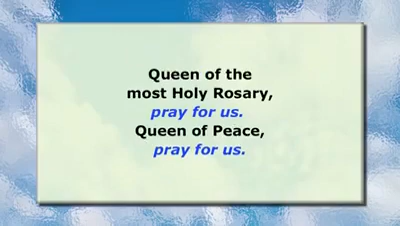 Queen of the
most Holy Rosary,
pray for us.
Queen of Peace,
pray for us.